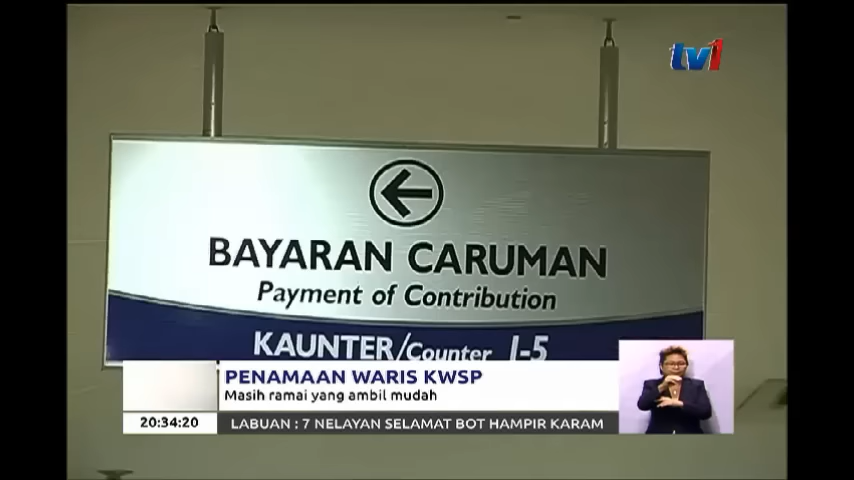 tv1
BAYARAN CARUMAN
Payment of Contribution
KAUNTER/Counter 1-5
PENAMAAN WARIS KWSP
Masih ramai yang ambil mudah
20:34:20
LABUAN : 7 NELAYAN SELAMAT BOT HAMPIR KARAM